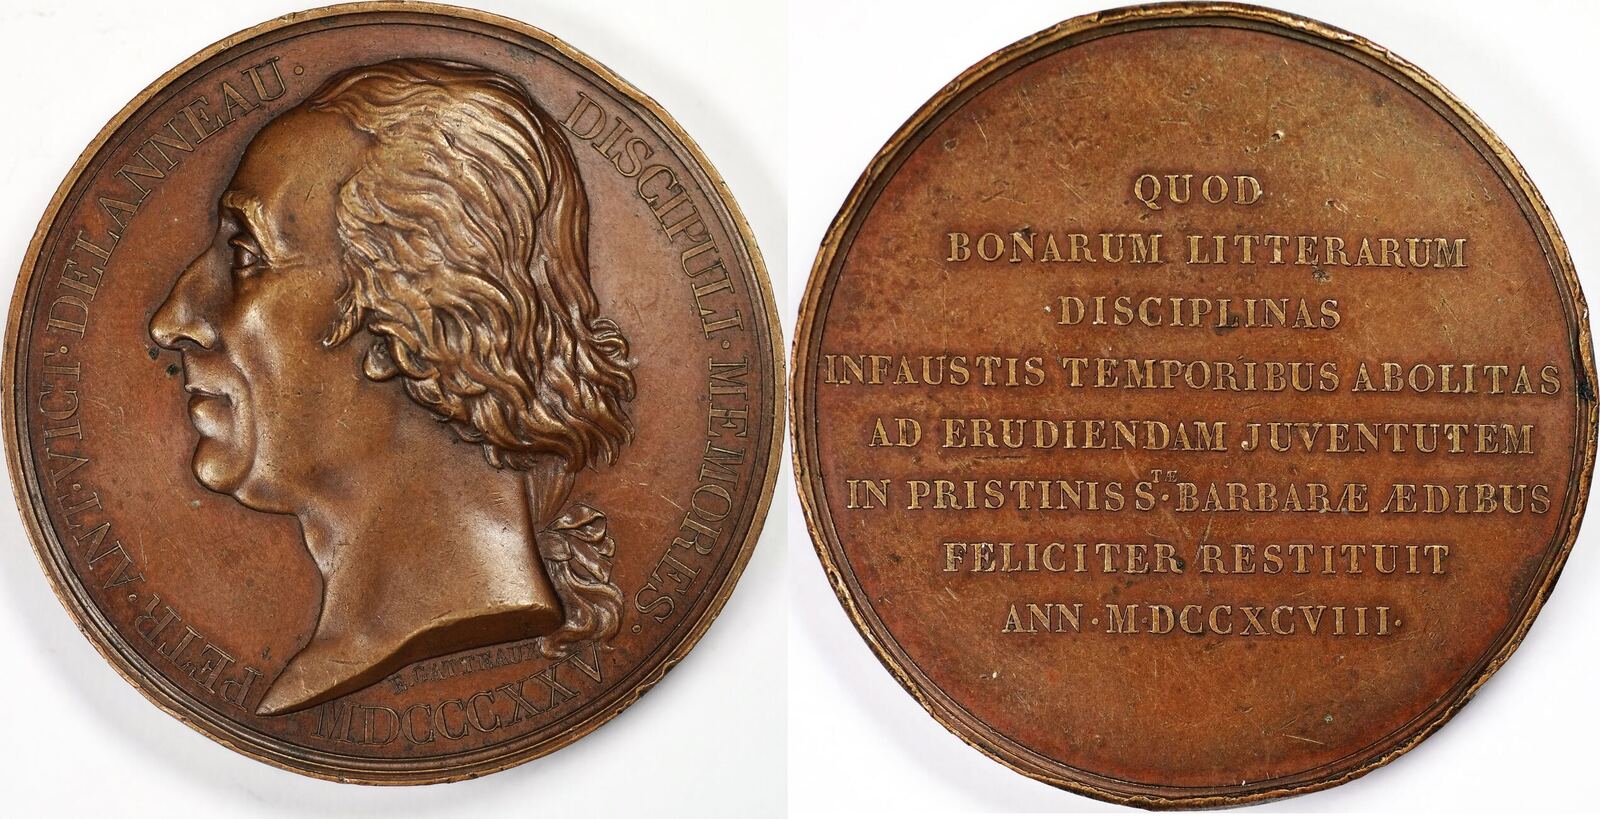 PETR · ANT · VICT · DELANNEAU ·
DISCIPULI · MEMORES ·
E. GATTEAUX
MDCCCXXV
QUOD
BONARUM LITTERARUM
DISCIPLINAS
INFAUSTIS TEMPORIBUS ABOLITAS
AD ERUDIENDAM JUVENTUTEM
IN PRISTINIS S·TÆ BARBARÆ ÆDIBUS
FELICITER RESTITUIT
ANN · MDCCXCVIII ·